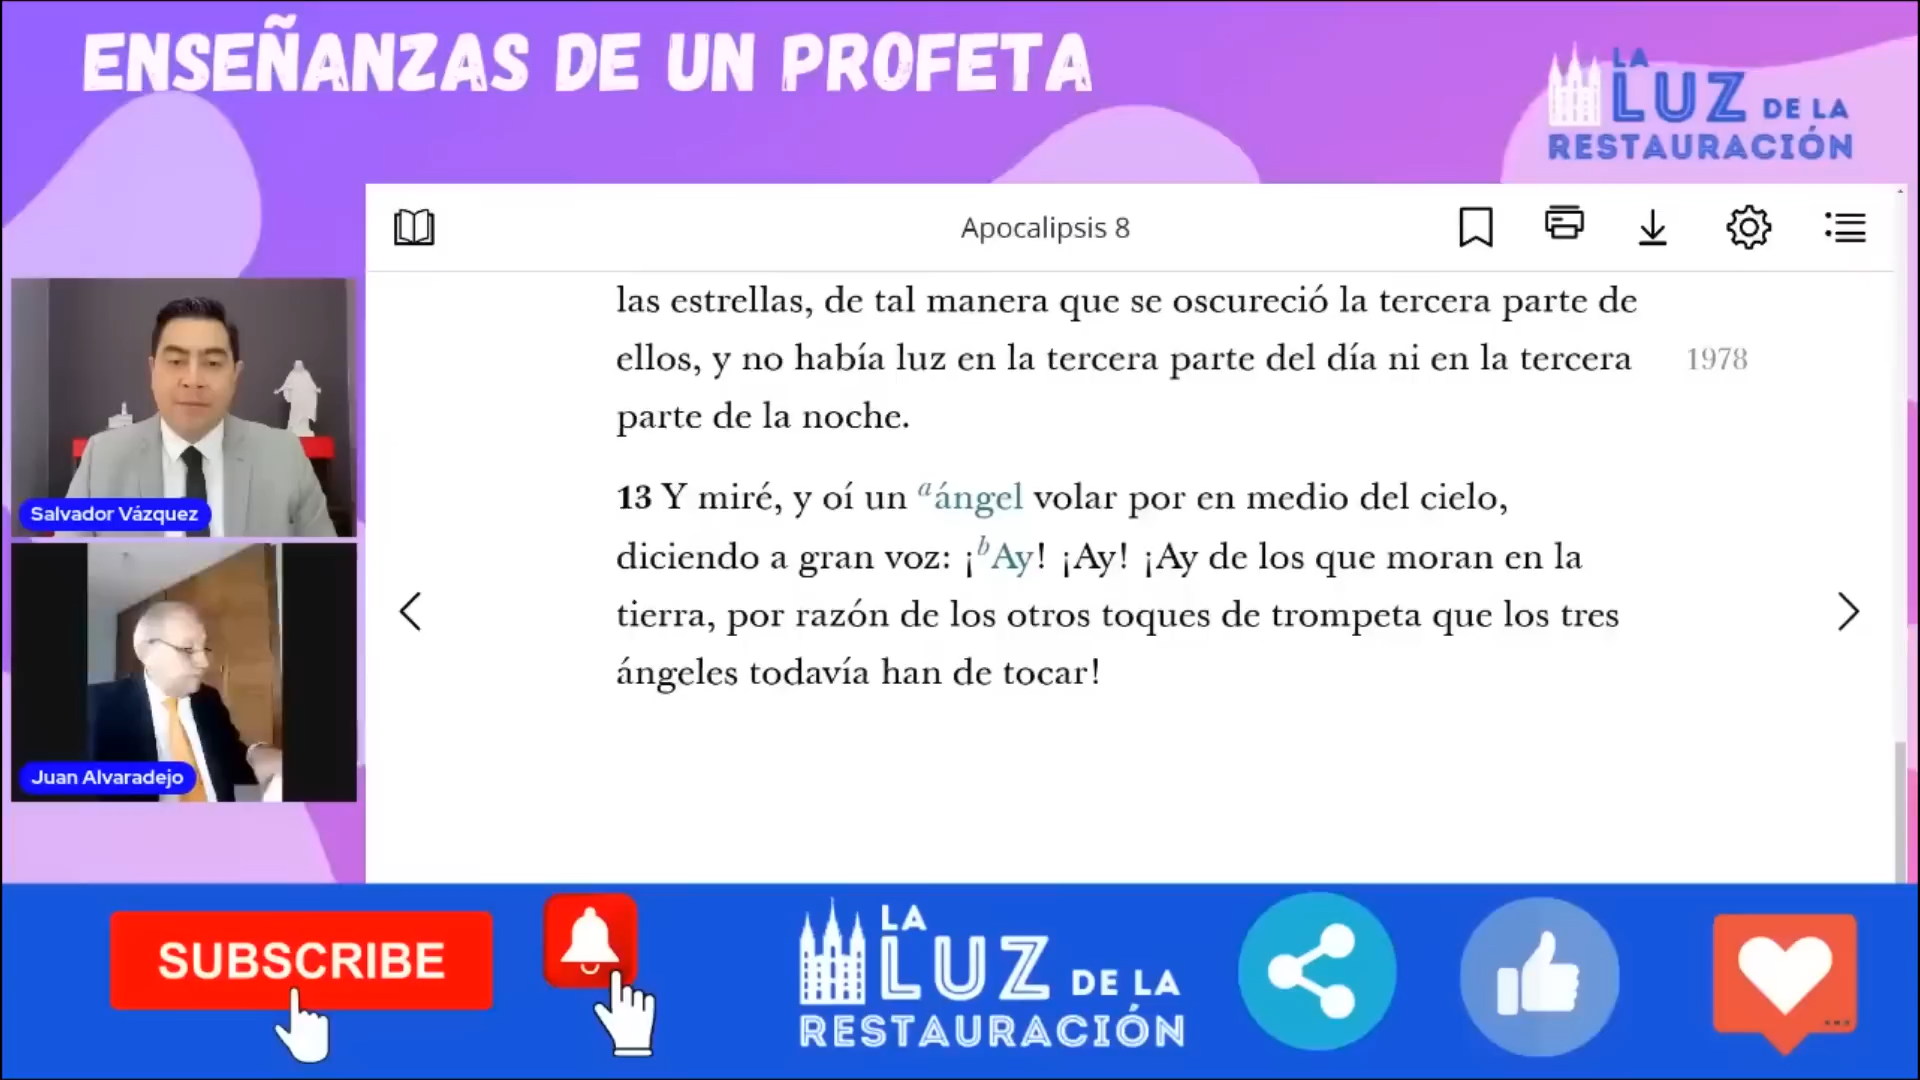 ENSEÑANZAS DE UN PROFETA
LA
LUZ DE LA
RESTAURACIÓN
Apocalipsis 8
las estrellas, de tal manera que se oscureció la tercera parte de
ellos, y no había luz en la tercera parte del día ni en la tercera
1978
parte de la noche.
13 Y miré, y oí un a ángel volar por en medio del cielo,
diciendo a gran voz: ¡b Ay! ¡Ay! ¡Ay de los que moran en la
tierra, por razón de los otros toques de trompeta que los tres
ángeles todavía han de tocar!
Salvador Vázquez
Juan Alvaradejo
SUBSCRIBE
LA
LUZ DE LA
RESTAURACIÓN